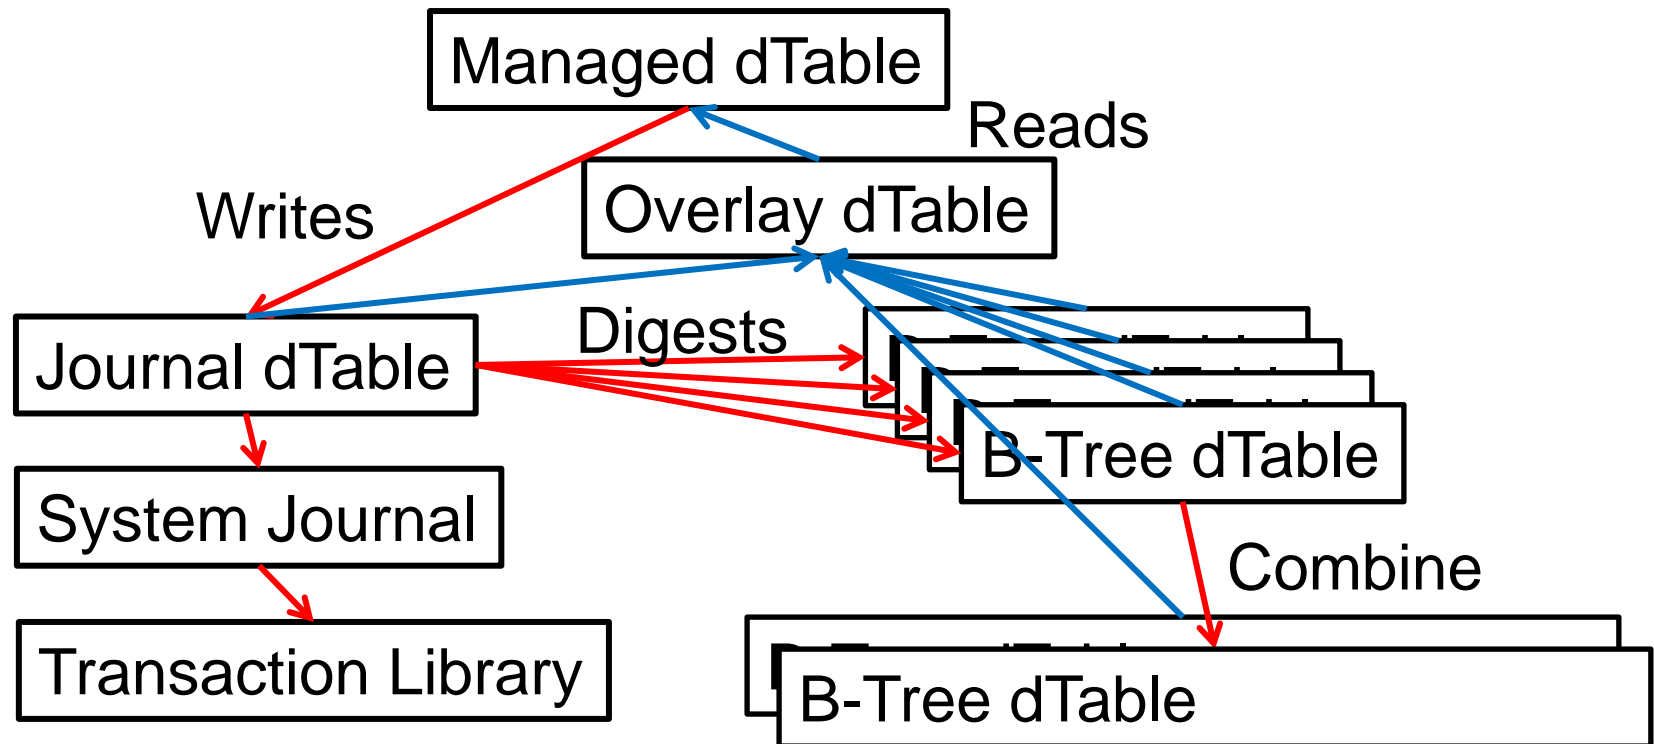 Managed dTable
Reads
Writes
Overlay dTable
Digests
Journal dTable
B-Tree dTable
System Journal
Combine
Transaction Library
B-Tree dTable